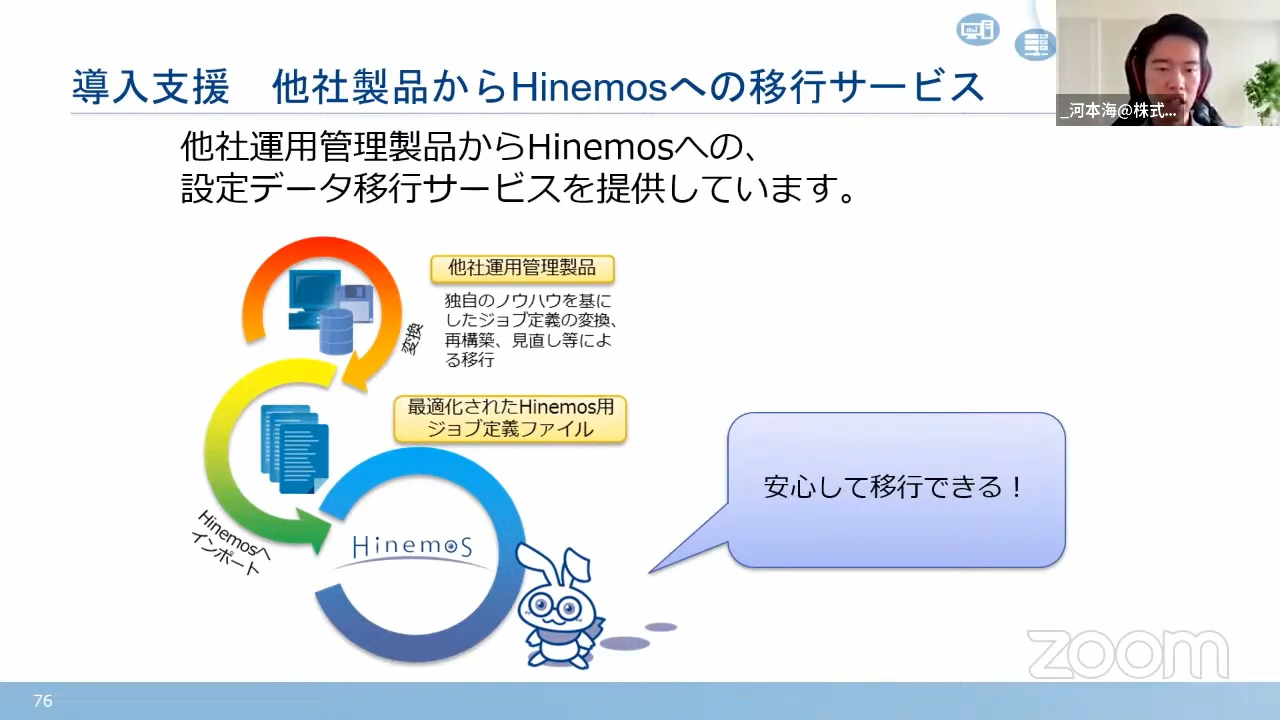 導入支援　他社製品からHinemosへの移行サービス
_河本海@株式...
他社運用管理製品からHinemosへの、
設定データ移行サービスを提供しています。
他社運用管理製品
独自のノウハウを基に
したジョブ定義の変換、
再構築、見直し等によ
る移行
変換
最適化されたHinemos用
ジョブ定義ファイル
安心して移行できる！
Hinemosへ
インポート
Hinemos
zoom
76